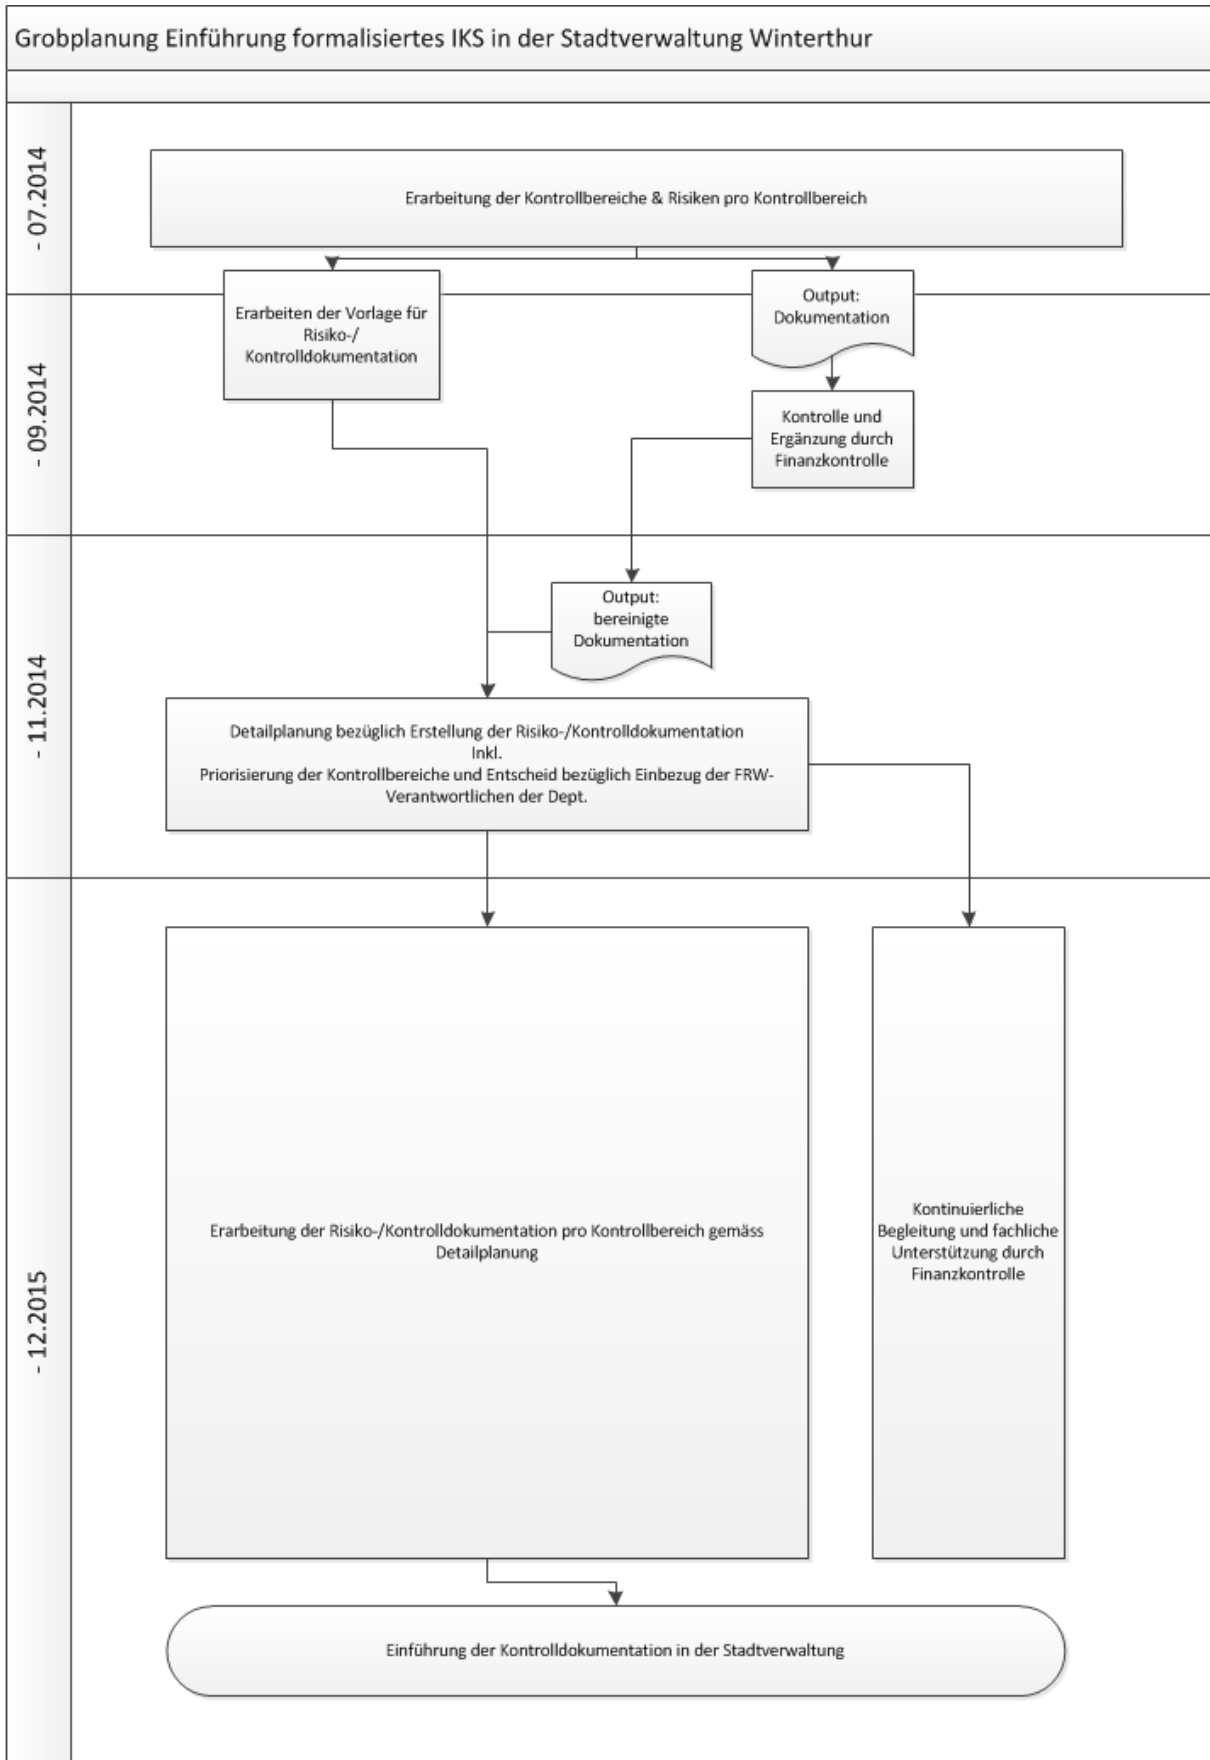 Grobplanung Einführung formalisiertes IKS in der Stadtverwaltung Winterthur
- 07.2014
Erarbeitung der Kontrollbereiche & Risiken pro Kontrollbereich
- 09.2014
Erarbeiten der Vorlage für
Risiko-/
Kontrolldokumentation
Output:
Dokumentation
Kontrolle und
Ergänzung durch
Finanzkontrolle
- 11.2014
Output:
bereinigte
Dokumentation
Detailplanung bezüglich Erstellung der Risiko-/Kontrolldokumentation
Inkl.
Priorisierung der Kontrollbereiche und Entscheid bezüglich Einbezug der FRW-
Verantwortlichen der Dept.
- 12.2015
Erarbeitung der Risiko-/Kontrolldokumentation pro Kontrollbereich gemäss
Detailplanung
Kontinuierliche
Begleitung und fachliche
Unterstützung durch
Finanzkontrolle
Einführung der Kontrolldokumentation in der Stadtverwaltung